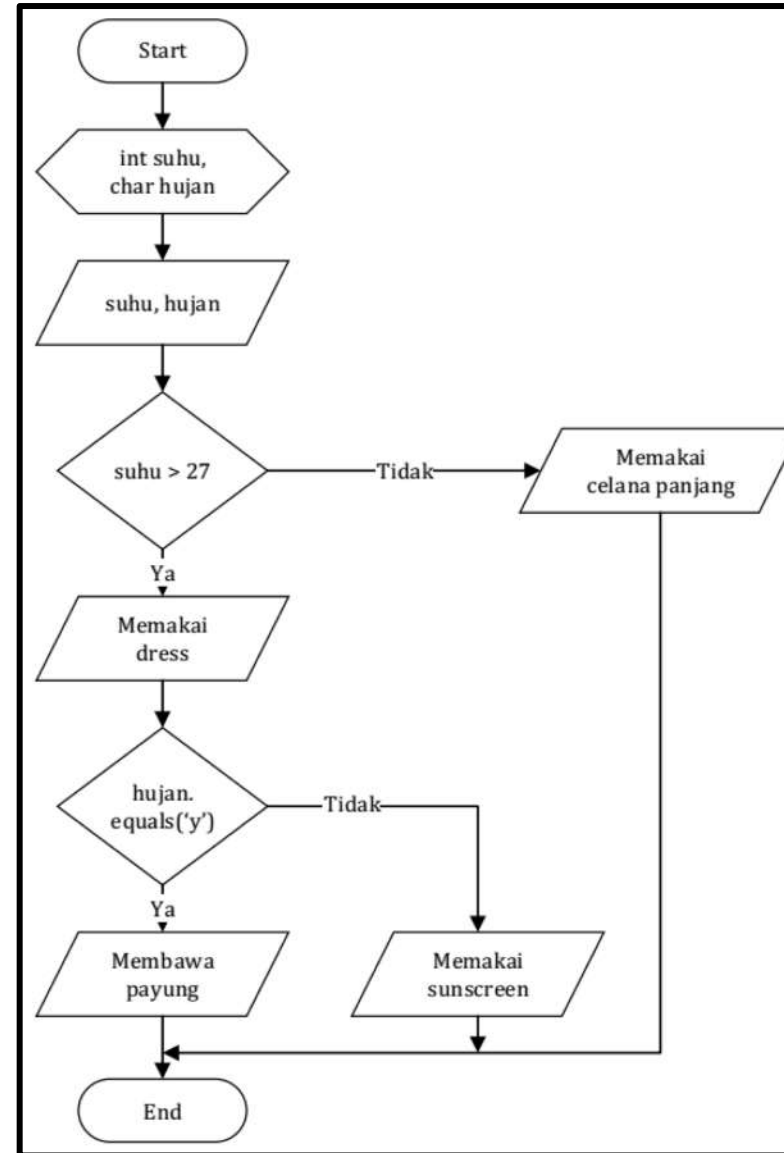 Start
int suhu,
char hujan
suhu, hujan
suhu > 27
Tidak
Memakai
celana panjang
Ya
Memakai
dress
hujan.
equals(‘y’)
Tidak
Ya
Membawa
payung
Memakai
sunscreen
End